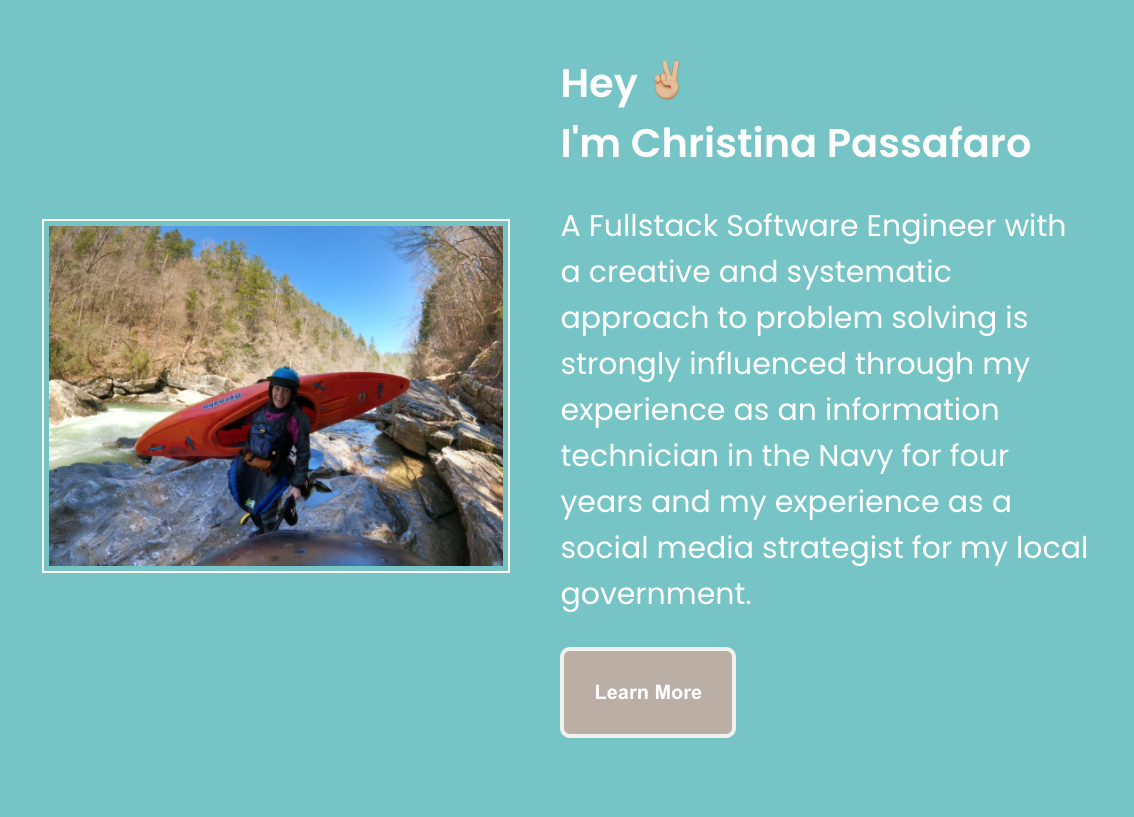 Hey ✌🏼
I'm Christina Passafaro
A Fullstack Software Engineer with
a creative and systematic
approach to problem solving is
strongly influenced through my
experience as an information
technician in the Navy for four
years and my experience as a
social media strategist for my local
government.
Learn More